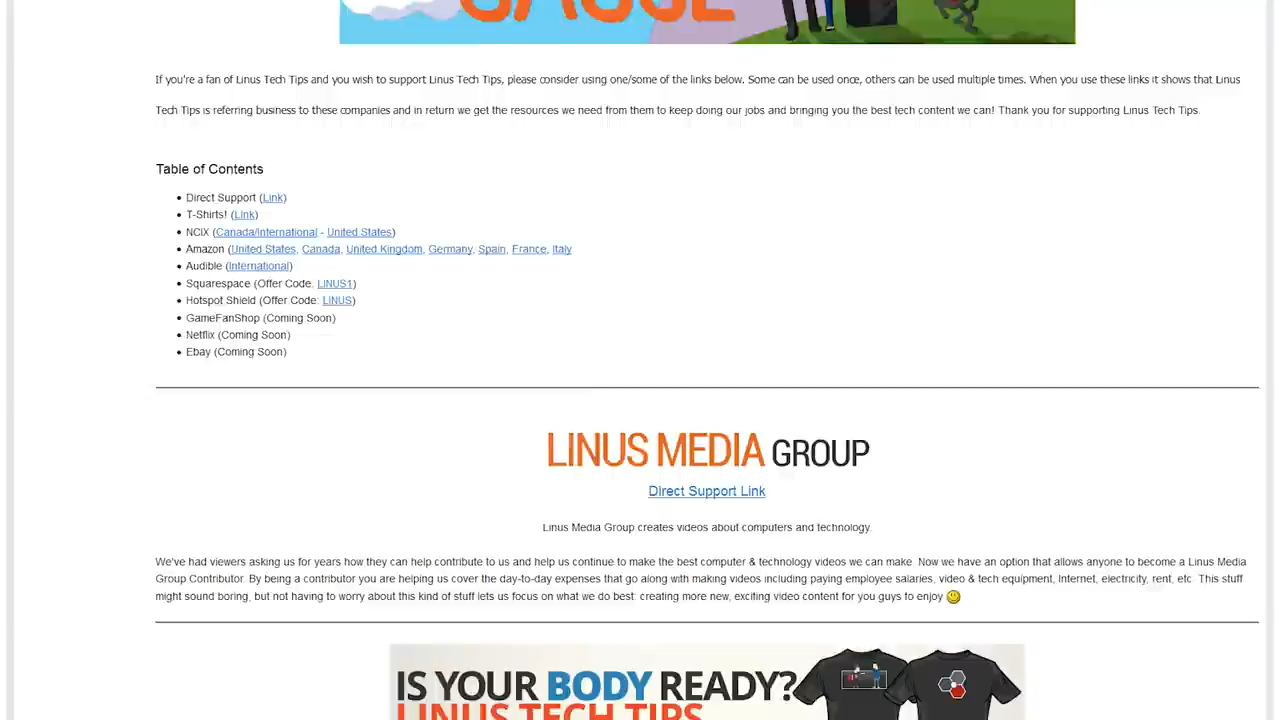 CAUSE
If you're a fan of Linus Tech Tips and you wish to support Linus Tech Tips, please consider using one/some of the links below. Some can be used once, others can be used multiple times. When you use these links it shows that Linus
Tech Tips is referring business to these companies and in return we get the resources we need from them to keep doing our jobs and bringing you the best tech content we can! Thank you for supporting Linus Tech Tips.
Table of Contents
• Direct Support (Link)
• T-Shirts! (Link)
• NCIX (Canada/International - United States)
• Amazon (United States, Canada, United Kingdom, Germany, Spain, France, Italy
• Audible (International)
• Squarespace (Offer Code: LINUS1)
• Hotspot Shield (Offer Code: LINUS)
• GameFanShop (Coming Soon)
• Netflix (Coming Soon)
• Ebay (Coming Soon)
LINUS MEDIA GROUP
Direct Support Link
Linus Media Group creates videos about computers and technology.
We've had viewers asking us for years how they can help contribute to us and help us continue to make the best computer & technology videos we can make. Now we have an option that allows anyone to become a Linus Media
Group Contributor. By being a contributor you are helping us cover the day-to-day expenses that go along with making videos including paying employee salaries, video & tech equipment, Internet, electricity, rent, etc. This stuff
might sound boring, but not having to worry about this kind of stuff lets us focus on what we do best: creating more new, exciting video content for you guys to enjoy
IS YOUR BODY READY?
LINUS TECH TIPS